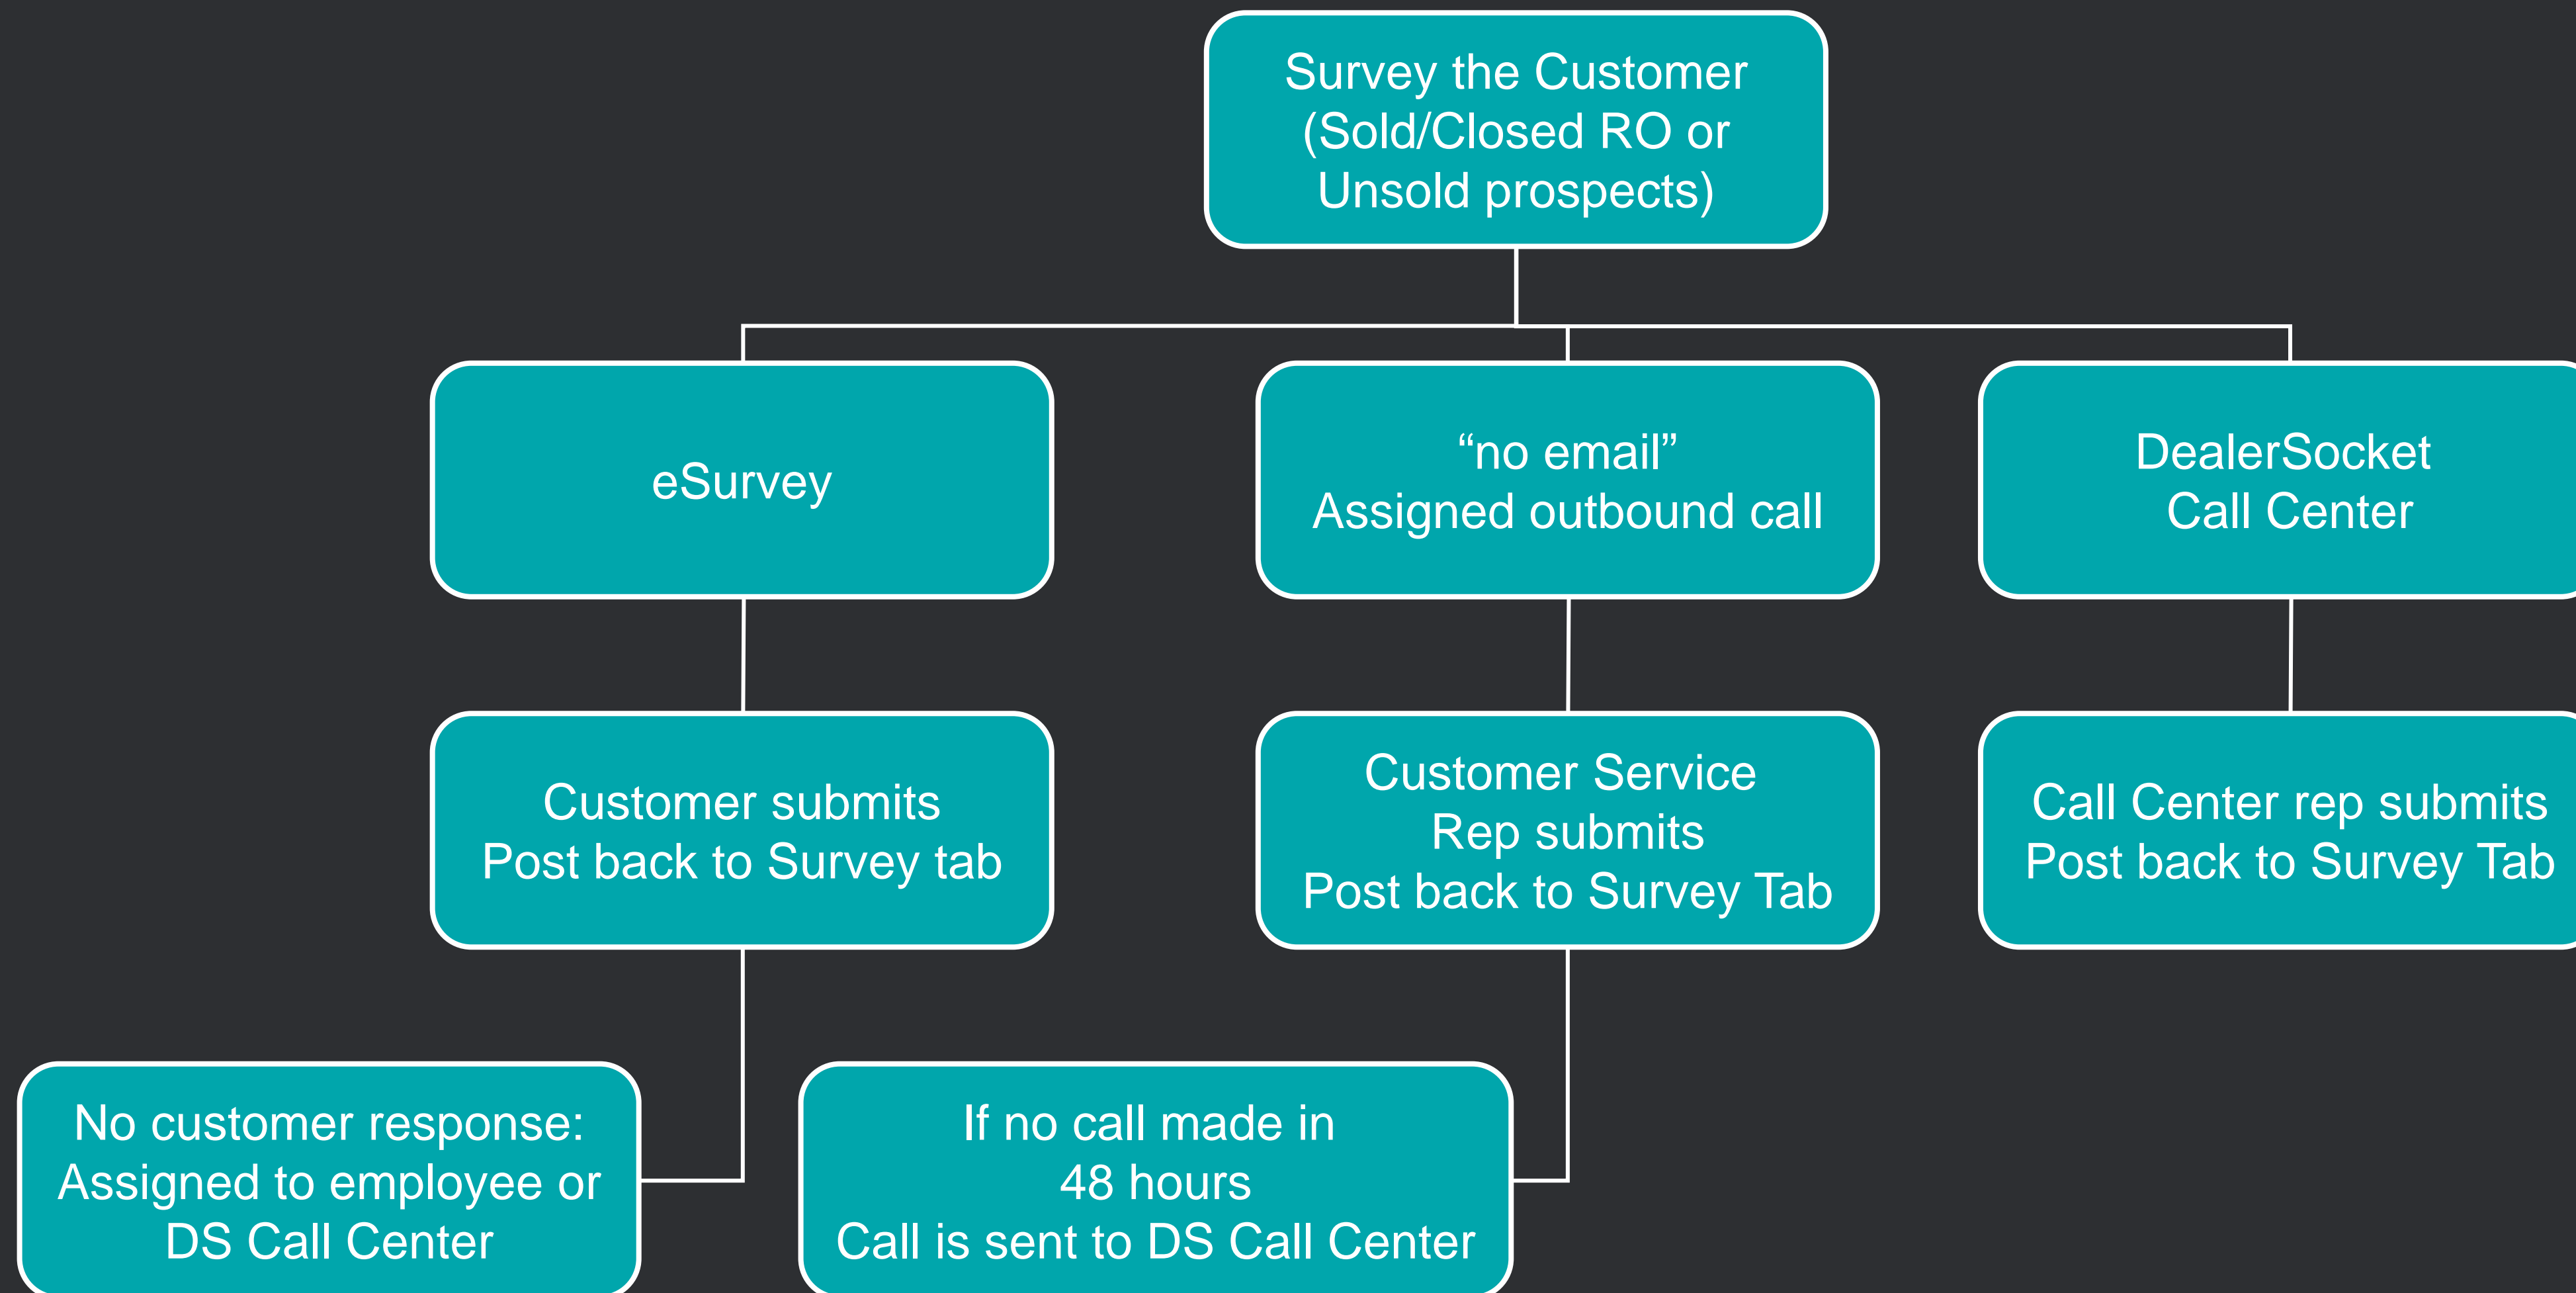 Survey the Customer
(Sold/Closed RO or
Unsold prospects)
eSurvey
“no email”
Assigned outbound call
DealerSocket
Call Center
Customer submits
Post back to Survey tab
Customer Service
Rep submits
Post back to Survey Tab
Call Center rep submits
Post back to Survey Tab
No customer response:
Assigned to employee or
DS Call Center
If no call made in
48 hours
Call is sent to DS Call Center